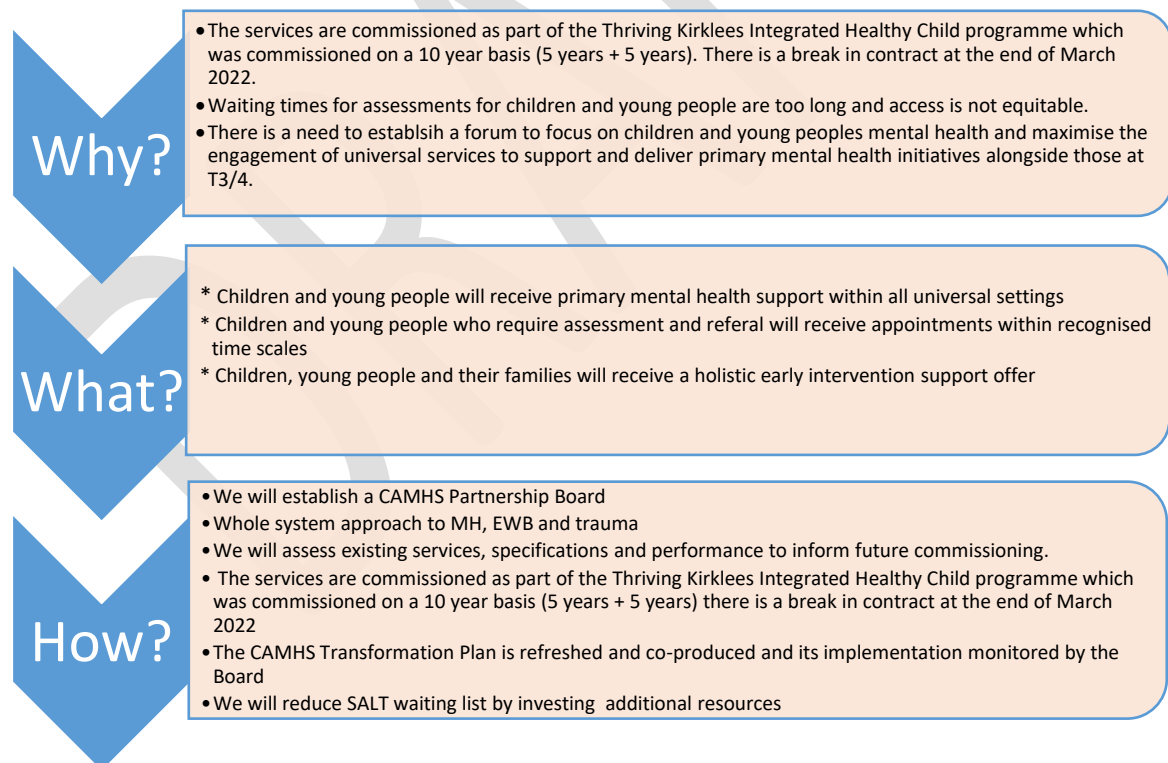 Why?
•The services are commissioned as part of the Thriving Kirklees Integrated Healthy Child programme which
was commissioned on a 10 year basis (5 years + 5 years). There is a break in contract at the end of March
2022.
•Waiting times for assessments for children and young people are too long and access is not equitable.
•There is a need to establsih a forum to focus on children and young peoples mental health and maximise the
engagement of universal services to support and deliver primary mental health initiatives alongside those at
T3/4.
What?
* Children and young people will receive primary mental health support within all universal settings
* Children and young people who require assessment and referal will receive appointments within recognised
time scales
* Children, young people and their families will receive a holistic early intervention support offer
How?
•We will establish a CAMHS Partnership Board
•Whole system approach to MH, EWB and trauma
•We will assess existing services, specifications and performance to inform future commissioning.
• The services are commissioned as part of the Thriving Kirklees Integrated Healthy Child programme which
was commissioned on a 10 year basis (5 years + 5 years) there is a break in contract at the end of March
2022
•The CAMHS Transformation Plan is refreshed and co-produced and its implementation monitored by the
Board
•We will reduce SALT waiting list by investing additional resources